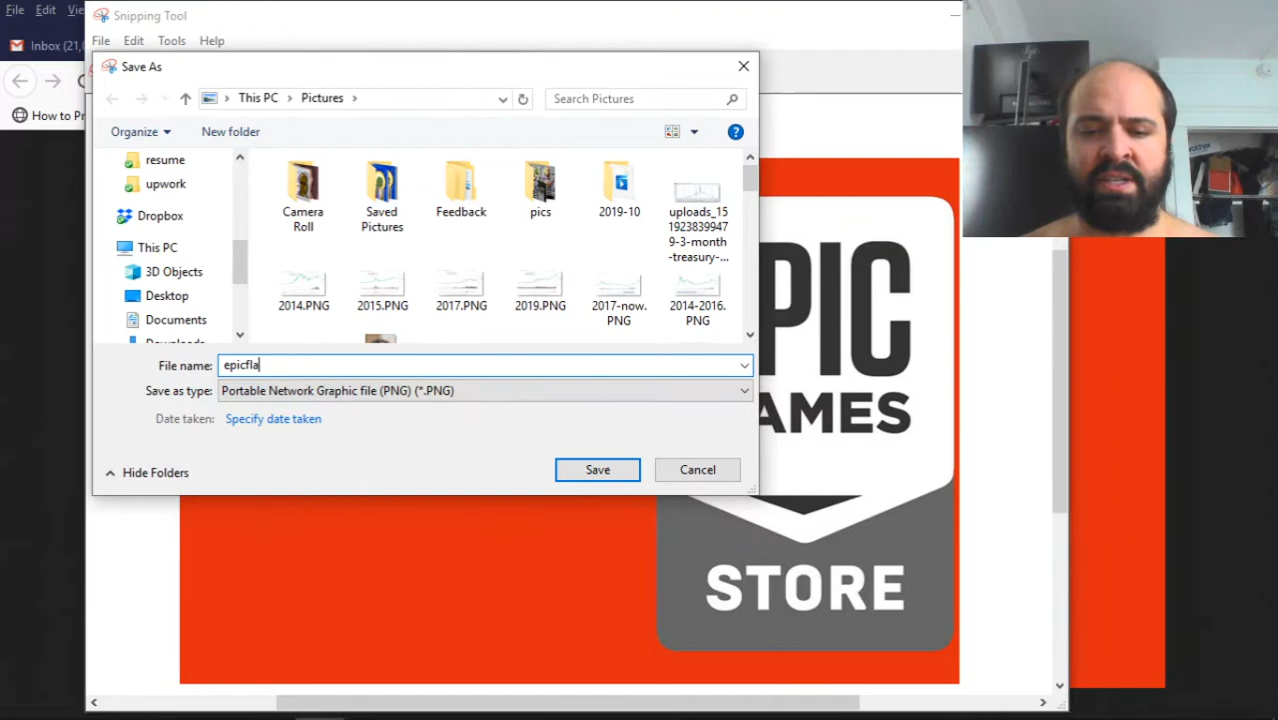 File Edit
Snipping Tool
Inbox (21,
File Edit Tools Help
Save As
How to Pr
This PC > Pictures >
Search Pictures
Organize
New folder
resume
upwork
Dropbox
This PC
3D Objects
Desktop
Documents
Camera Roll
Saved Pictures
Feedback
pics
2019-10
uploads_151923839947 9-3-month-treasury-...
2014.PNG
2015.PNG
2017.PNG
2019.PNG
2017-now.PNG
2014-2016.PNG
File name: epicfla
Save as type: Portable Network Graphic file (PNG) (*.PNG)
Date taken: Specify date taken
Hide Folders
Save
Cancel
PIC
AMES
STORE